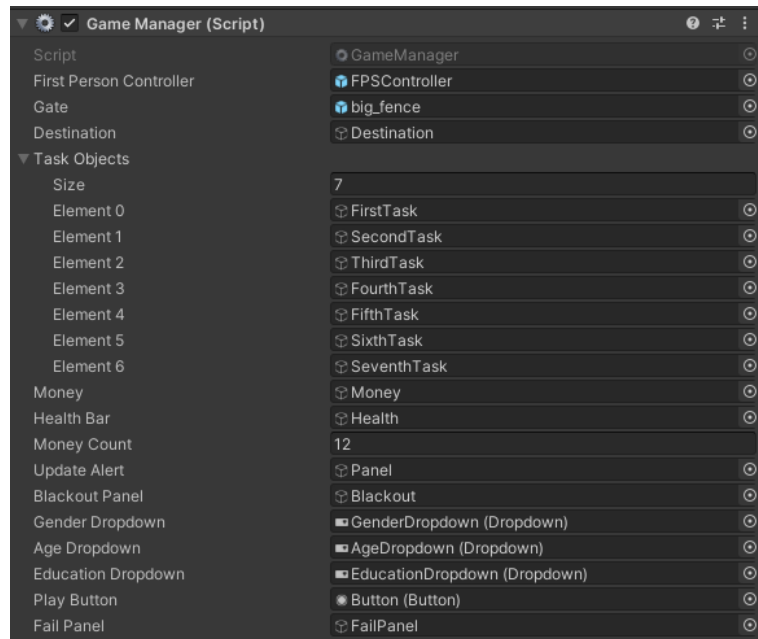 Game Manager (Script)
Script GameManager
First Person Controller FPSController
Gate big_fence
Destination Destination
Task Objects
Size 7
Element 0 FirstTask
Element 1 SecondTask
Element 2 ThirdTask
Element 3 FourthTask
Element 4 FifthTask
Element 5 SixthTask
Element 6 SeventhTask
Money Money
Health Bar Health
Money Count 12
Update Alert Panel
Blackout Panel Blackout
Gender Dropdown GenderDropdown (Dropdown)
Age Dropdown AgeDropdown (Dropdown)
Education Dropdown EducationDropdown (Dropdown)
Play Button Button (Button)
Fail Panel FailPanel